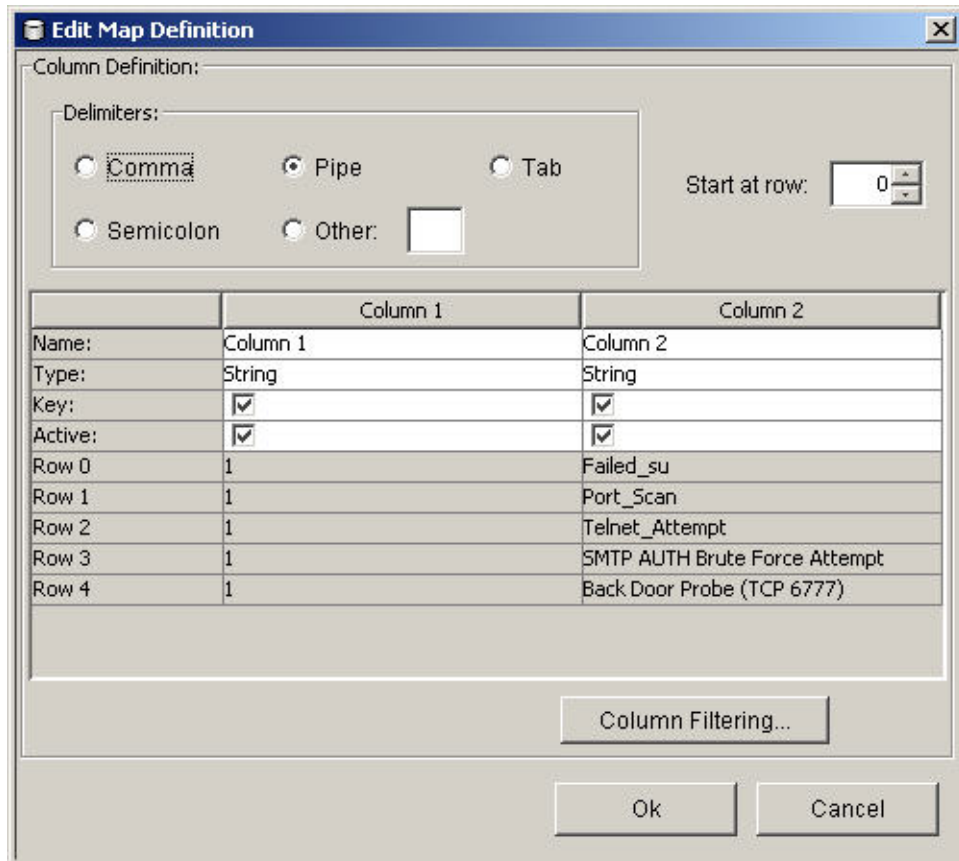 Edit Map Definition
Column Definition:
Delimiters:
Comma Pipe Tab
Start at row: 0
Semicolon Other:
Column 1 Column 2
Name: Column 1 Column 2
Type: String String
Key:
Active:
Row 0 1 Failed_su
Row 1 1 Port_Scan
Row 2 1 Telnet_Attempt
Row 3 1 SMTP AUTH Brute Force Attempt
Row 4 1 Back Door Probe (TCP 6777)
Column Filtering...
Ok Cancel